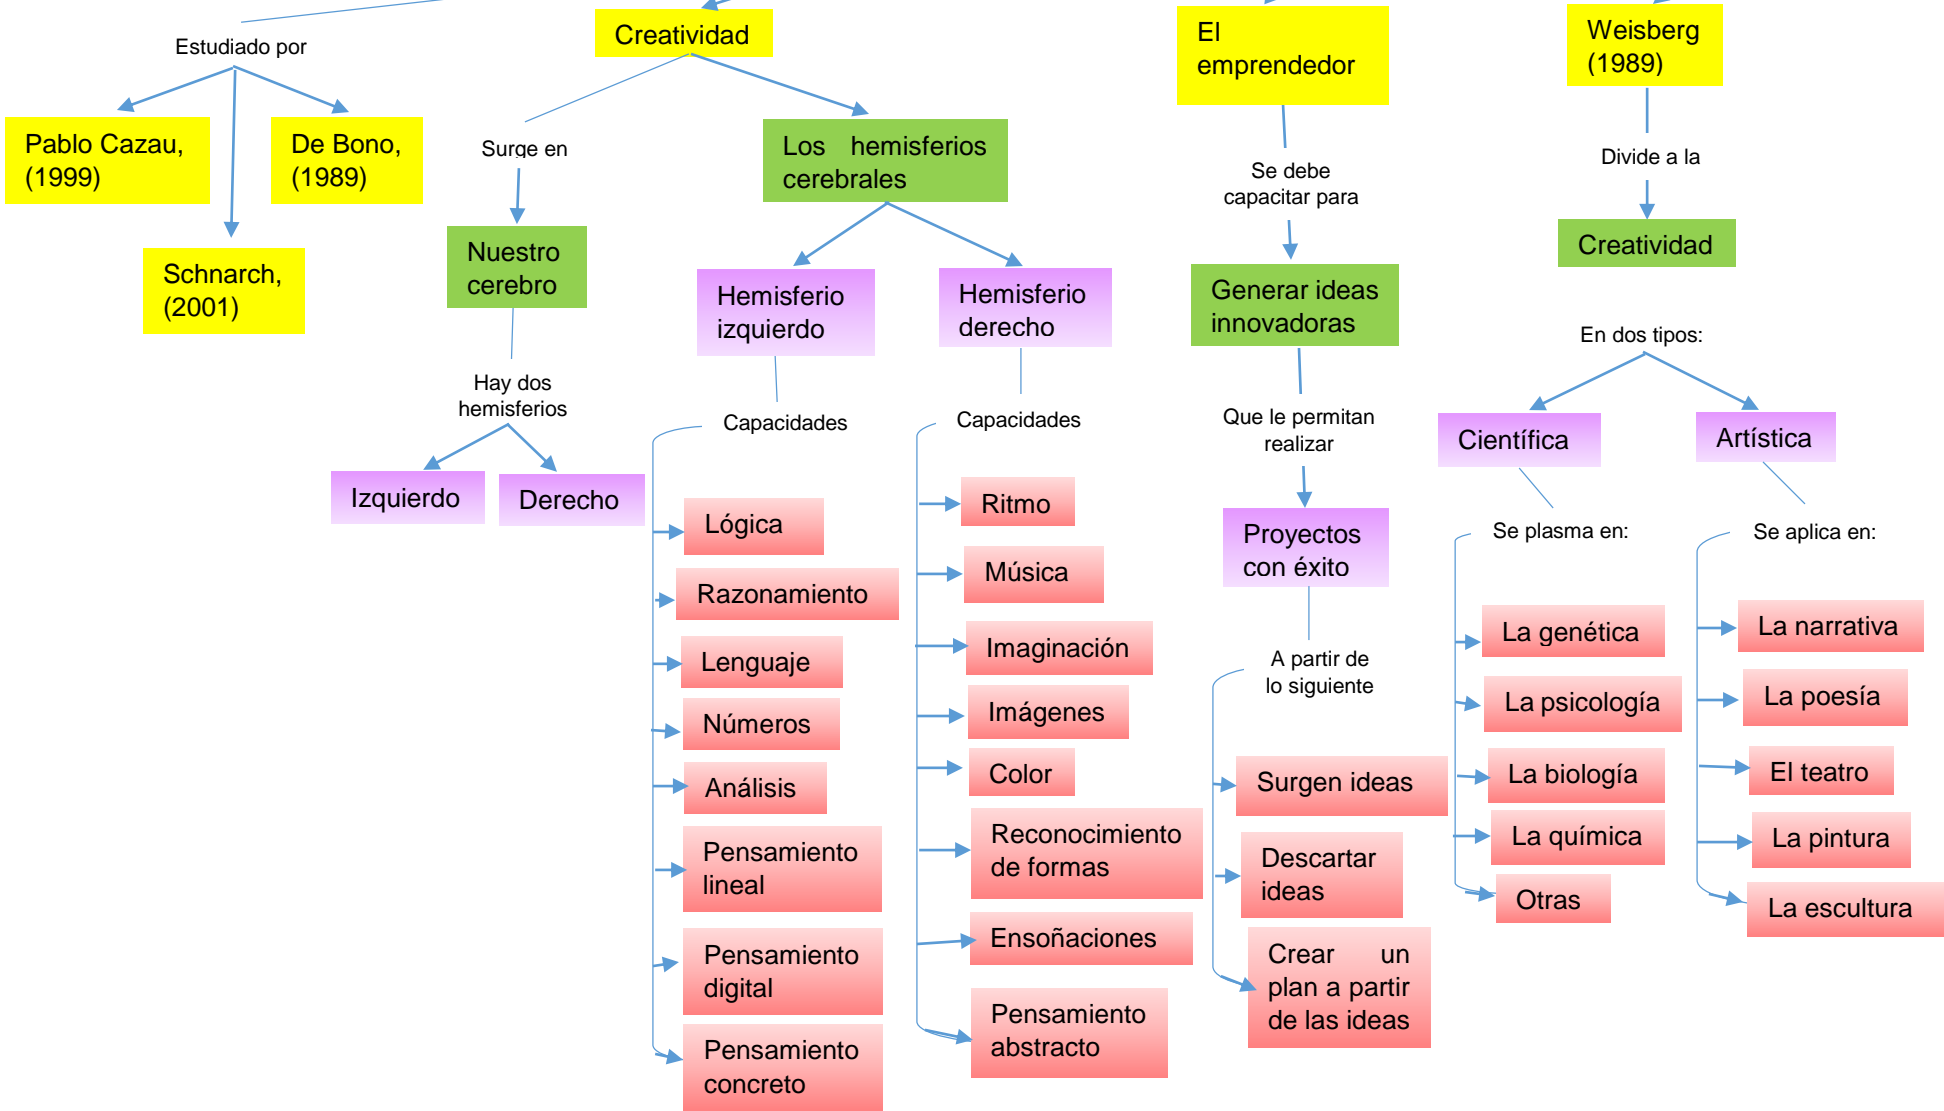 Estudiado por
Pablo Cazau,
(1999)
De Bono,
(1989)
Schnarch,
(2001)
Creatividad
Surge en
Nuestro
cerebro
Hay dos
hemisferios
Izquierdo
Derecho
Los hemisferios
cerebrales
Hemisferio
izquierdo
Capacidades
Lógica
Razonamiento
Lenguaje
Números
Análisis
Pensamiento
lineal
Pensamiento
digital
Pensamiento
concreto
Hemisferio
derecho
Capacidades
Ritmo
Música
Imaginación
Imágenes
Color
Reconocimiento
de formas
Ensoñaciones
Pensamiento
abstracto
El
emprendedor
Se debe
capacitar para
Generar ideas
innovadoras
Que le permitan
realizar
Proyectos
con éxito
A partir de
lo siguiente
Surgen ideas
Descartar
ideas
Crear un
plan a partir
de las ideas
Weisberg
(1989)
Divide a la
Creatividad
En dos tipos:
Científica
Se plasma en:
La genética
La psicología
La biología
La química
Otras
Artística
Se aplica en:
La narrativa
La poesía
El teatro
La pintura
La escultura